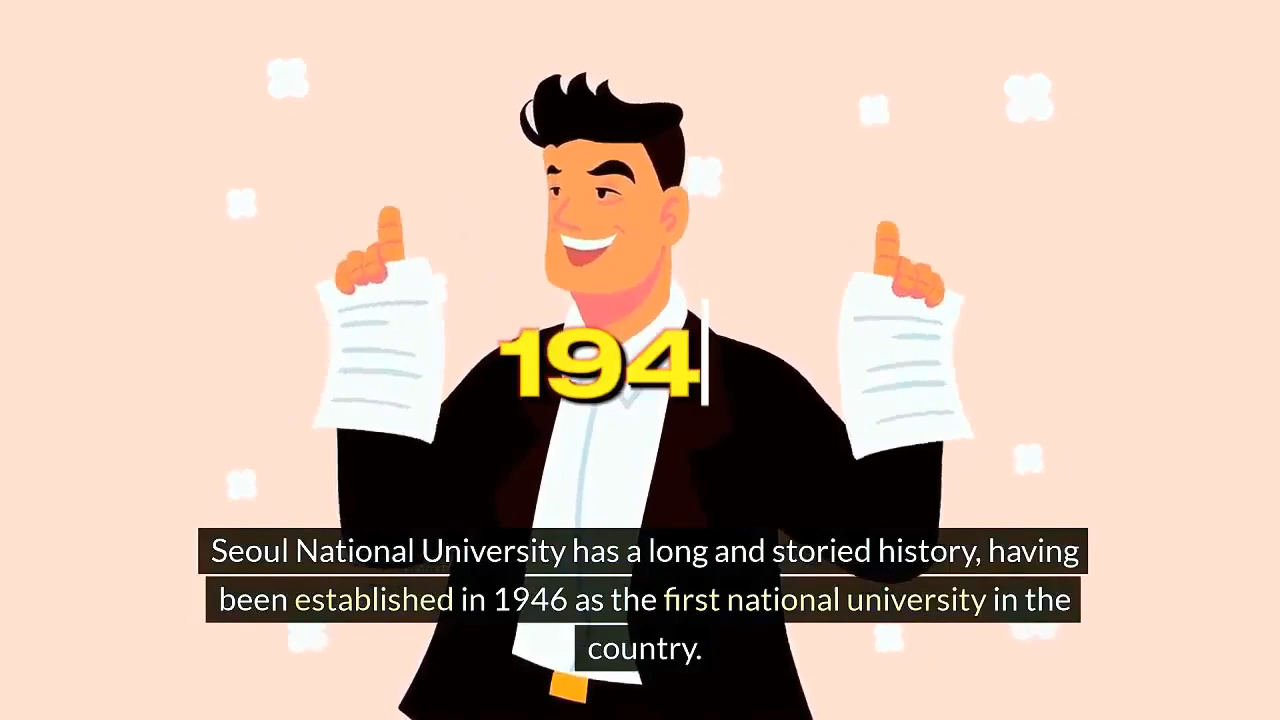 194
Seoul National University has a long and storied history, having
been established in 1946 as the first national university in the
country.